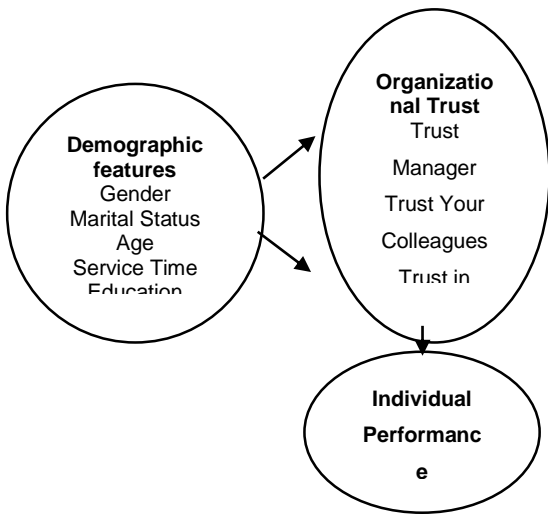 Demographic
features
Gender
Marital Status
Age
Service Time
Education
Organizatio
nal Trust
Trust
Manager
Trust Your
Colleagues
Trust in
Individual
Performanc
e